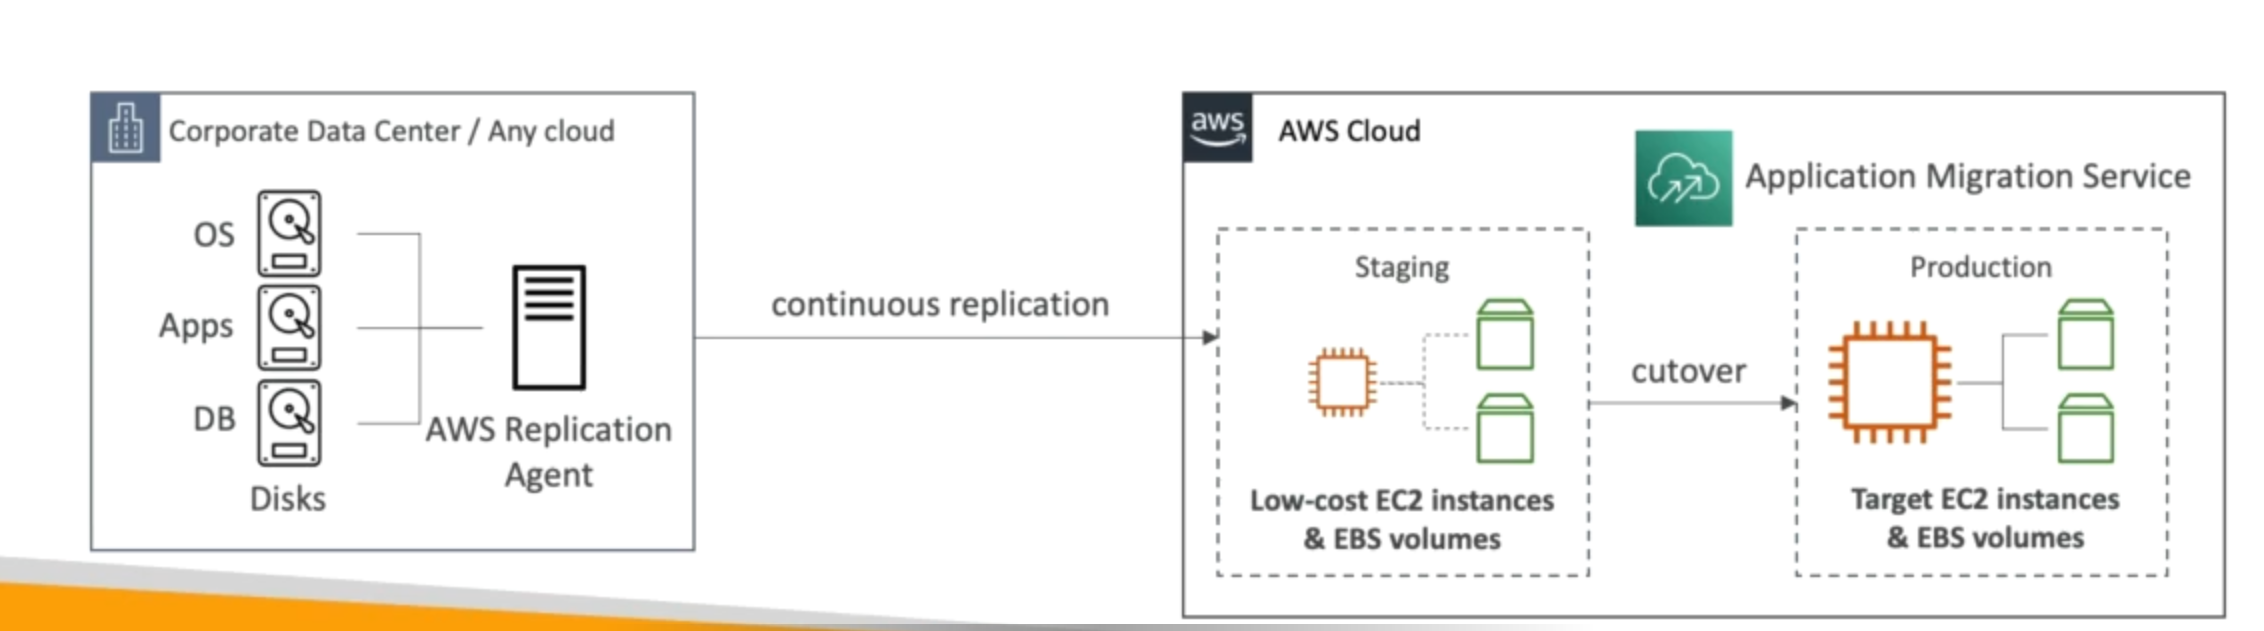 Corporate Data Center / Any cloud
OS
Apps
DB
Disks
AWS Replication
Agent
continuous replication
aws
AWS Cloud
Application Migration Service
Staging
Low-cost EC2 instances
& EBS volumes
cutover
Production
Target EC2 instances
& EBS volumes